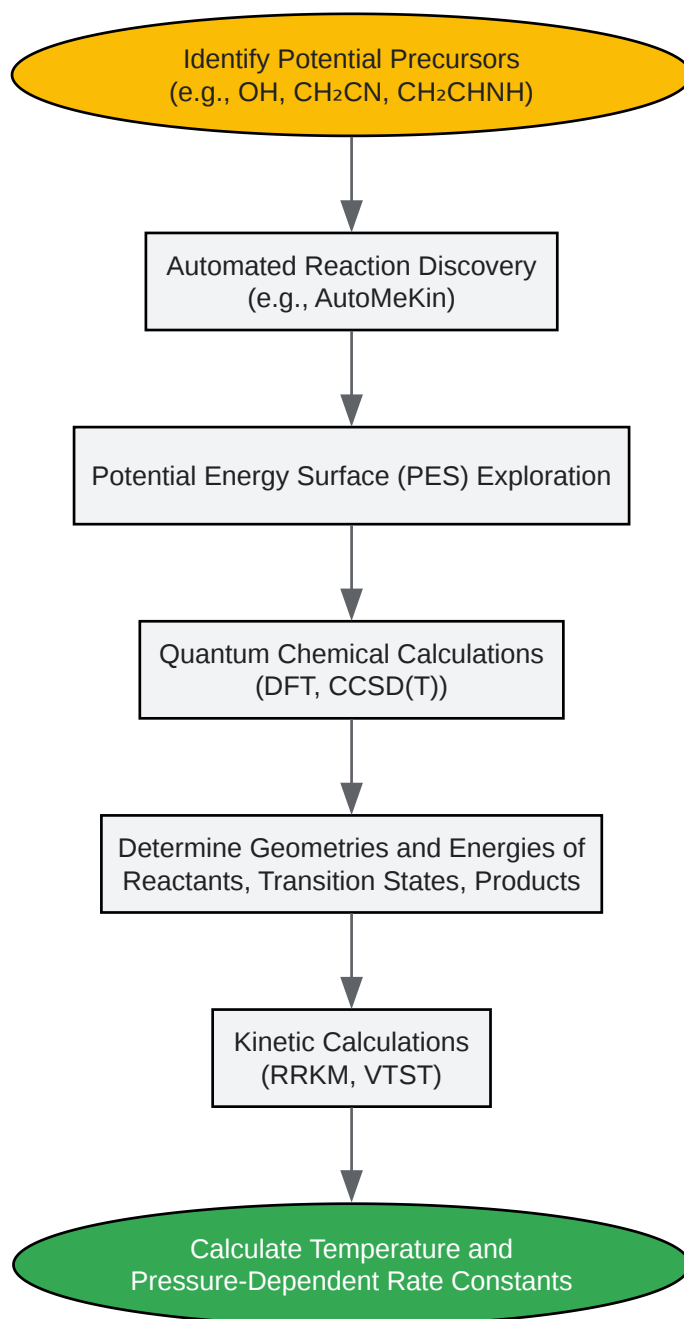 Identify Potential Precursors
(e.g., OH, CH₂CN, CH₂CHNH)
Automated Reaction Discovery
(e.g., AutoMeKin)
Potential Energy Surface (PES) Exploration
Quantum Chemical Calculations
(DFT, CCSD(T))
Determine Geometries and Energies of
Reactants, Transition States, Products
Kinetic Calculations
(RRKM, VTST)
Calculate Temperature and
Pressure-Dependent Rate Constants